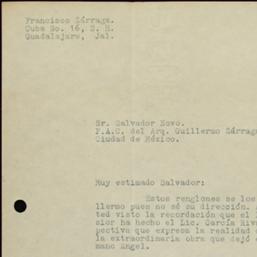 Francisco Zárraga.
Cuba No. 16, S. H.
Guadalajara, Jal.
Sr. Salvador Novo.
F.A.C. del Arq. Guillermo Zárraga
Ciudad de México.
Muy estimado Salvador:
Estos renglones se los
llermo pues no sé su dirección.
ted visto la recordación que el
sior ha hecho el Lic. García Riva
pectiva que expresa la realidad
la extraordinaria obra que dejó
mano Angel.